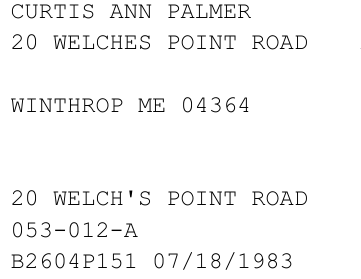 CURTIS ANN PALMER
20 WELCHES POINT ROAD
WINTHROP ME 04364
20 WELCH'S POINT ROAD
053-012-A
B2604P151 07/18/1983